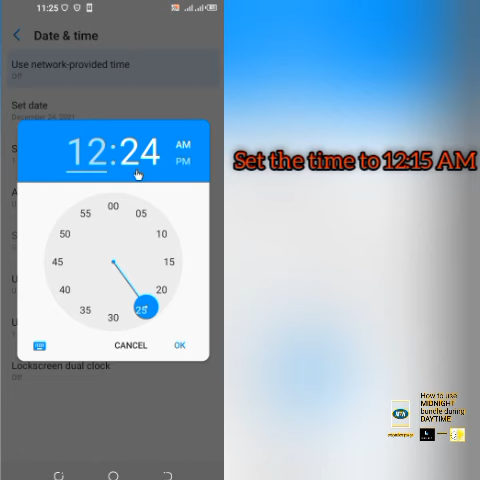 11:25
Date & time
Use network-provided time
Off
Set date
December 24, 2021
12:24
AM
PM
00
05
10
15
20
25
30
35
40
45
50
55
CANCEL
OK
Lockscreen dual clock
Off
Set the time to 12:15 AM
How to use
MIDNIGHT
bundle during
DAYTIME
MTN